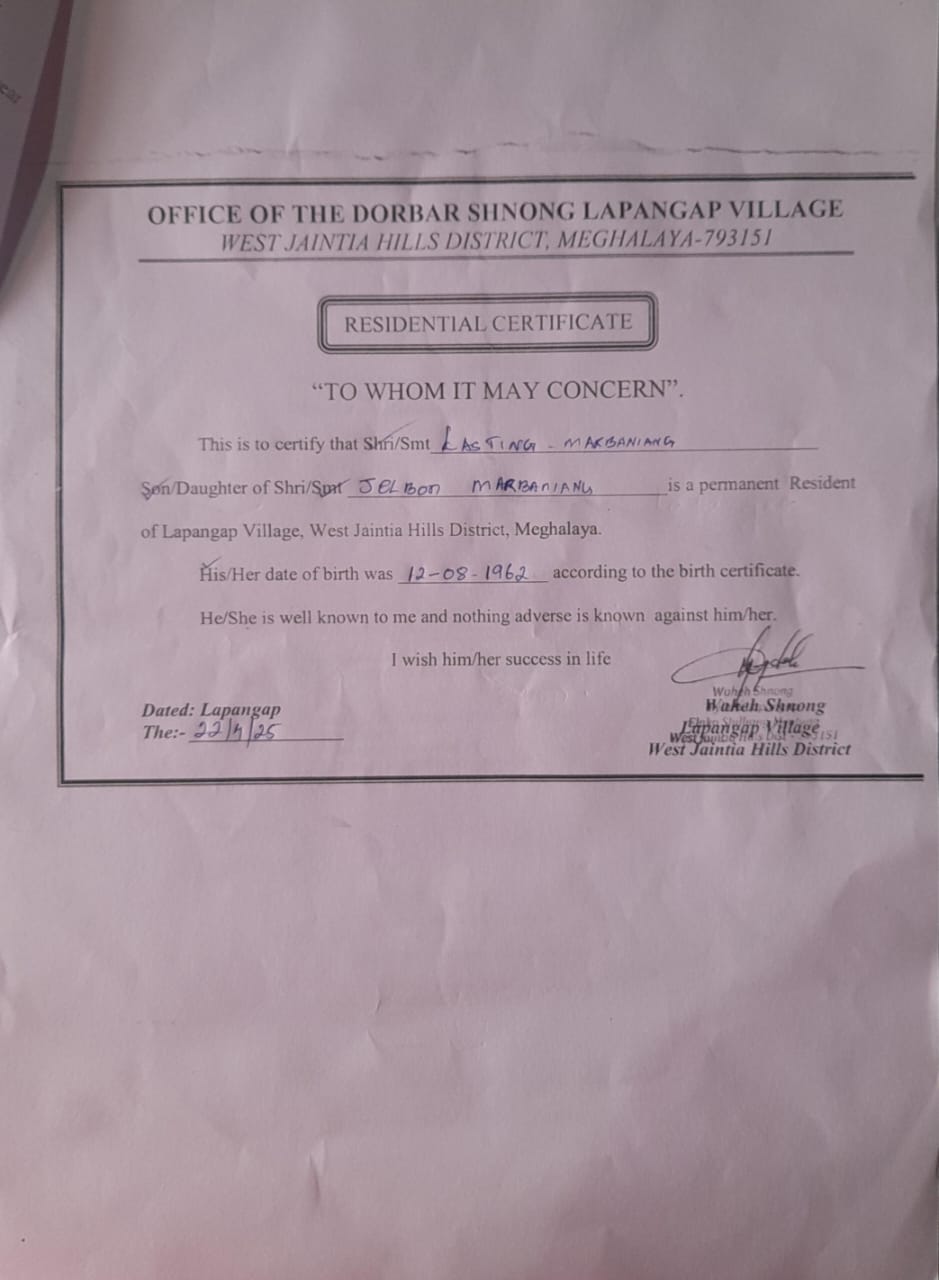 OFFICE OF THE DORBAR SHNONG LAPANGAP VILLAGE
WEST JAINTIA HILLS DISTRICT, MEGHALAYA-793151
RESIDENTIAL CERTIFICATE
“TO WHOM IT MAY CONCERN”.
This is to certify that Shri/Smt LASTING - MARBANIANG
Son/Daughter of Shri/Smt JELBON MARBANIANG is a permanent Resident
of Lapangap Village, West Jaintia Hills District, Meghalaya.
His/Her date of birth was 12-08-1962 according to the birth certificate.
He/She is well known to me and nothing adverse is known against him/her.
I wish him/her success in life
Wuheh Shnong
Dated: Lapangap
Waheh Shnong
The:- 22/4/25
Lapangap Village
West Jaintia Hills District